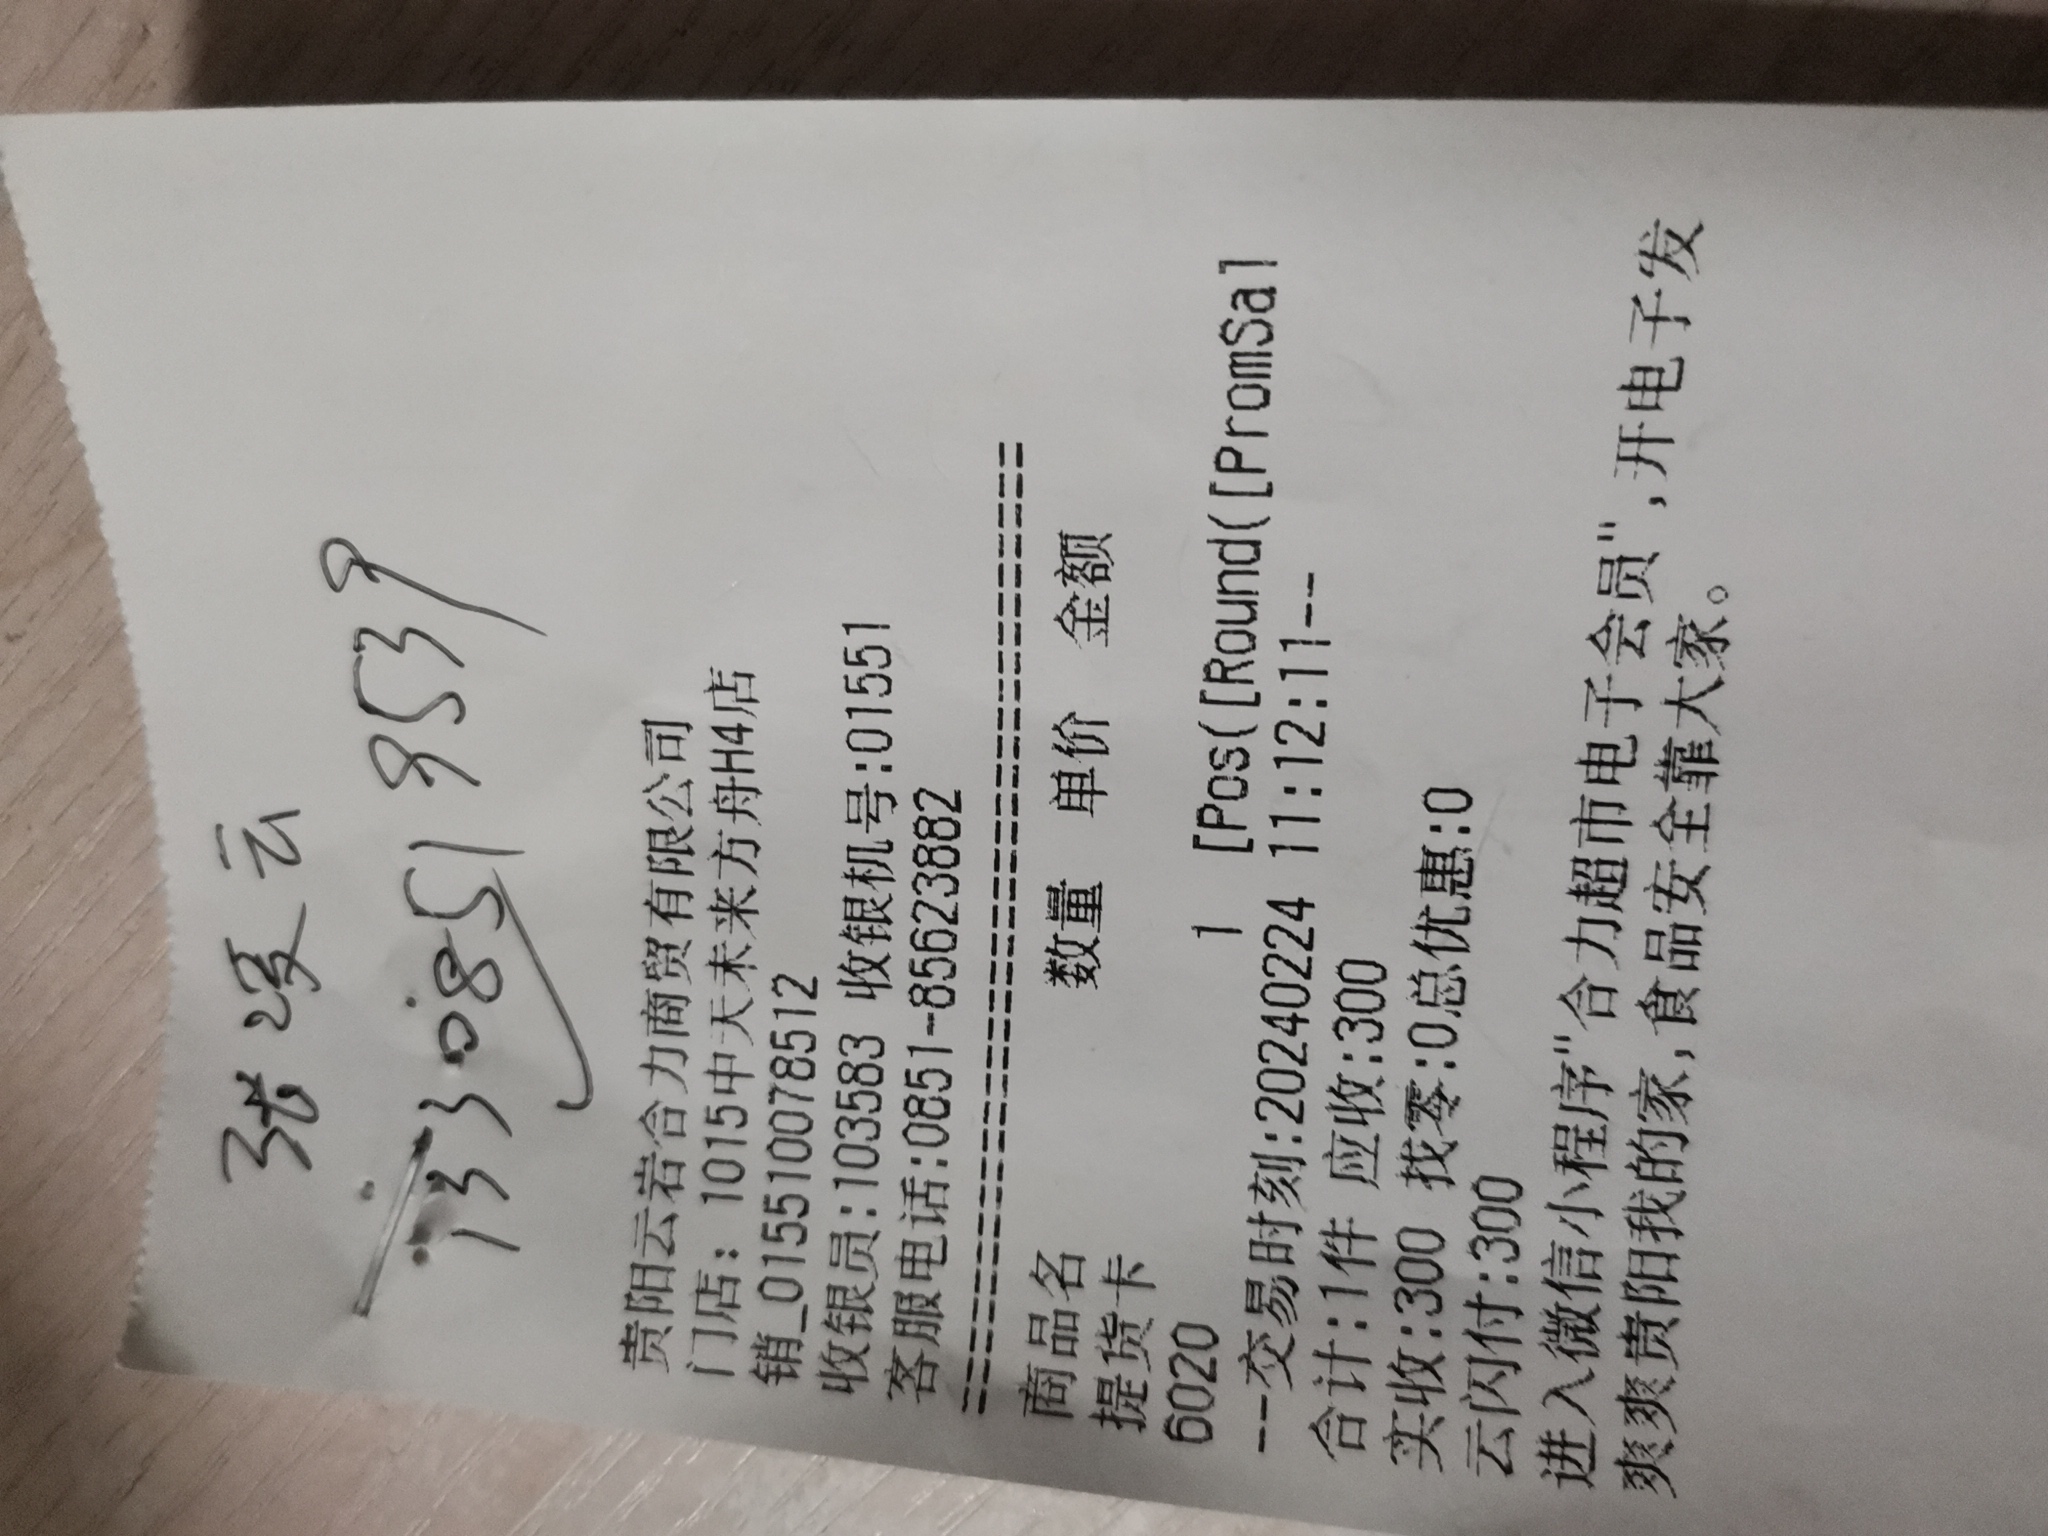 张凌云
13308519539
贵阳云岩合力商贸有限公司
门店: 1015中天未来方舟H4店
销_015510078512
收银员:103583 收银机号:01551
客服电话:0851-85623882
================================
商品名 数量 单价 金额
提货卡
6020 1 [Pos([Round([PromSal
--交易时刻:20240224 11:12:11--
合计:1件 应收:300
实收:300 找零:0总优惠:0
云闪付:300
进入微信小程序"合力超市电子会员",开电子发
爽爽贵阳我的家,食品安全靠大家。